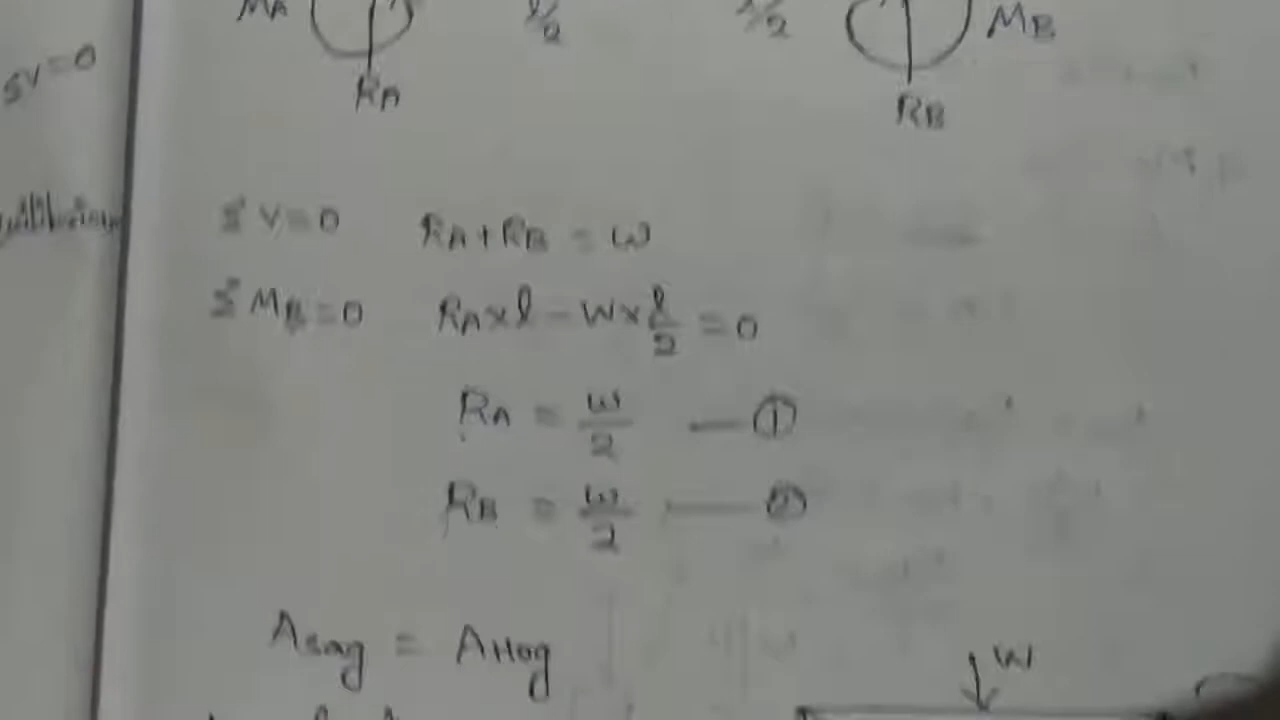 MA l/2 l/2 MB
RA RB
ΣV=0
ΣV=0 RA+RB = W
ΣMB=0 RA×l - W×l/2 = 0
RA = W/2 — ①
RB = W/2 — ②
Asag = AHog
W